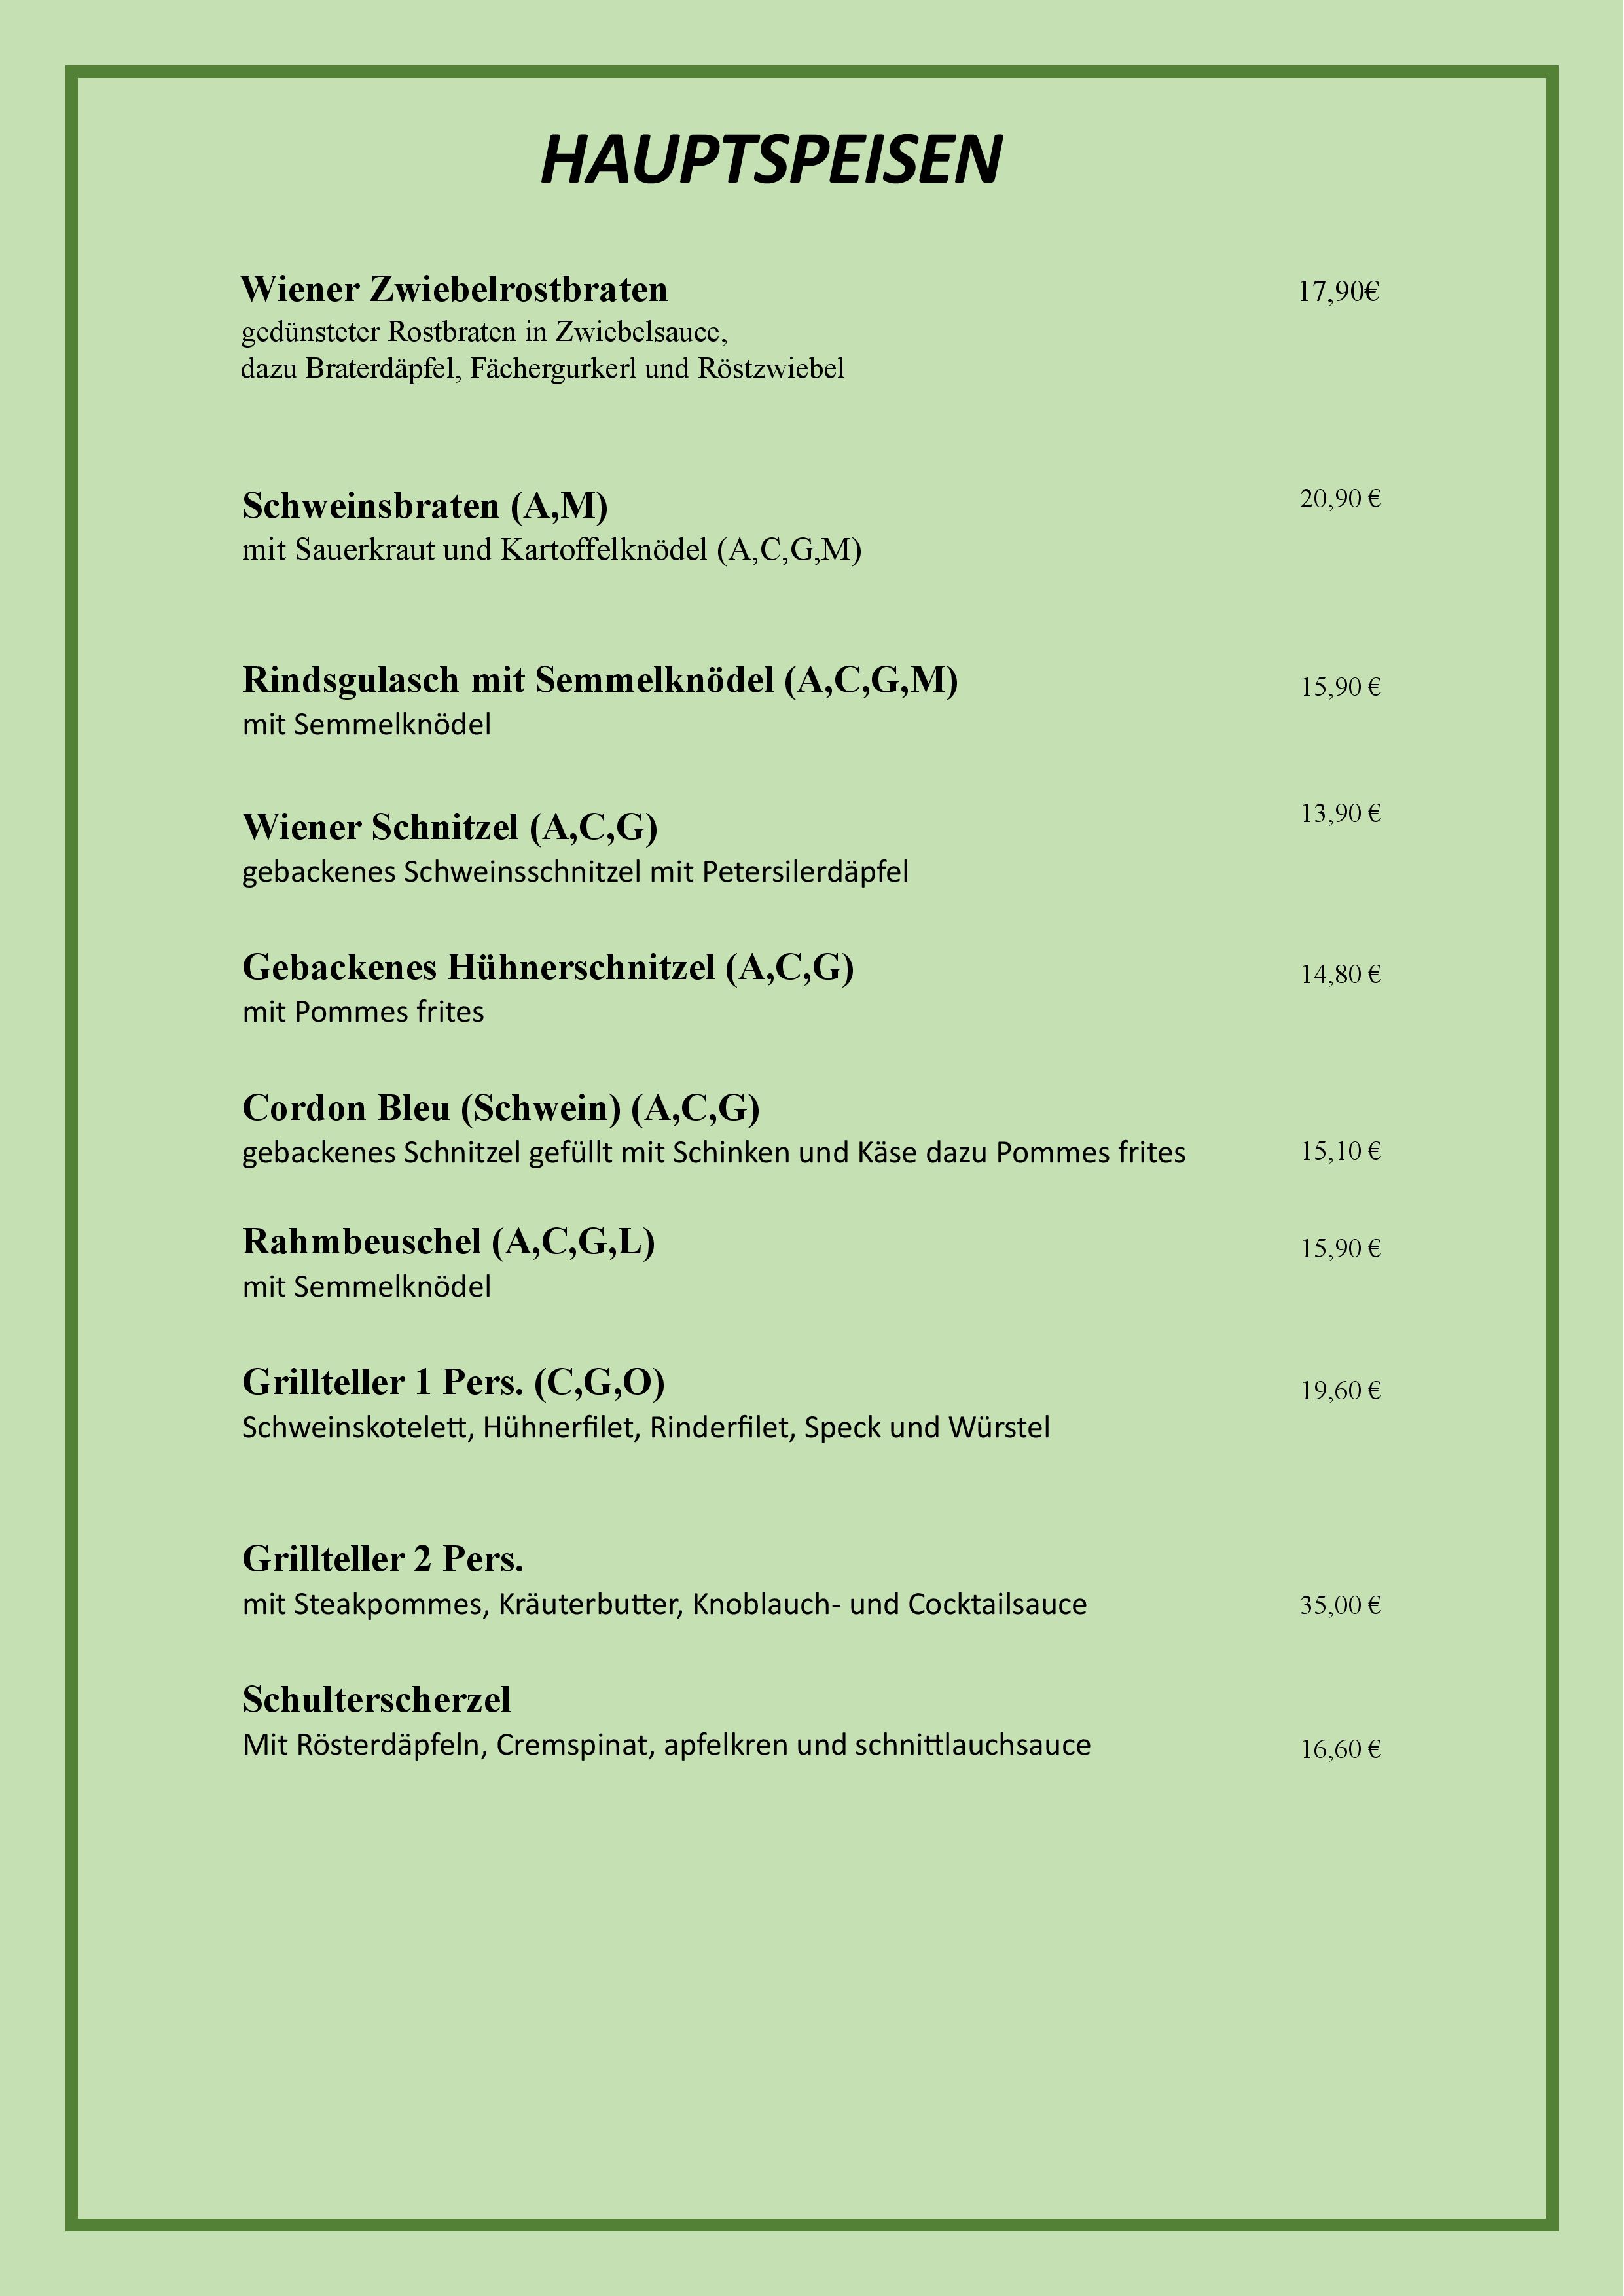 HAUPTSPEISEN
Wiener Zwiebelrostbraten 17,90€
gedünsteter Rostbraten in Zwiebelsauce,
dazu Braterdäpfel, Fächergurkerl und Röstzwiebel
Schweinsbraten (A,M) 20,90 €
mit Sauerkraut und Kartoffelknödel (A,C,G,M)
Rindsgulasch mit Semmelknödel (A,C,G,M) 15,90 €
mit Semmelknödel
Wiener Schnitzel (A,C,G) 13,90 €
gebackenes Schweinsschnitzel mit Petersilerdäpfel
Gebackenes Hühnerschnitzel (A,C,G) 14,80 €
mit Pommes frites
Cordon Bleu (Schwein) (A,C,G)
gebackenes Schnitzel gefüllt mit Schinken und Käse dazu Pommes frites 15,10 €
Rahmbeuschel (A,C,G,L) 15,90 €
mit Semmelknödel
Grillteller 1 Pers. (C,G,O) 19,60 €
Schweinskotelett, Hühnerfilet, Rinderfilet, Speck und Würstel
Grillteller 2 Pers.
mit Steakpommes, Kräuterbutter, Knoblauch- und Cocktailsauce 35,00 €
Schulterscherzel
Mit Rösterdäpfeln, Cremspinat, apfelkren und schnittlauchsauce 16,60 €